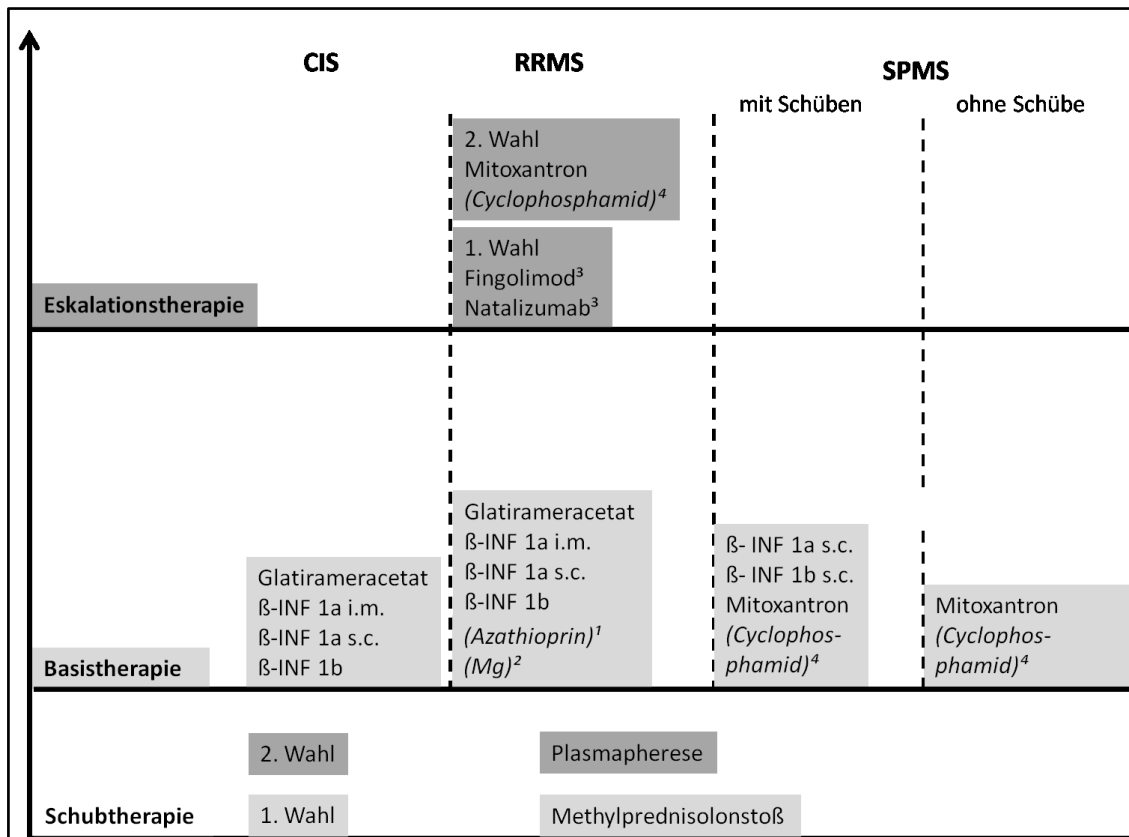 CIS
RRMS
SPMS
mit Schüben
ohne Schübe
2. Wahl
Mitoxantron
(Cyclophosphamid)⁴
1. Wahl
Fingolimod³
Natalizumab³
Eskalationstherapie
Glatirameracetat
ß-INF 1a i.m.
ß-INF 1a s.c.
ß-INF 1b
Glatirameracetat
ß-INF 1a i.m.
ß-INF 1a s.c.
ß-INF 1b
(Azathioprin)¹
(Mg)²
ß- INF 1a s.c.
ß- INF 1b s.c.
Mitoxantron
(Cyclophos-
phamid)⁴
Mitoxantron
(Cyclophos-
phamid)⁴
Basistherapie
2. Wahl
Plasmapherese
Schubtherapie
1. Wahl
Methylprednisolonstoß